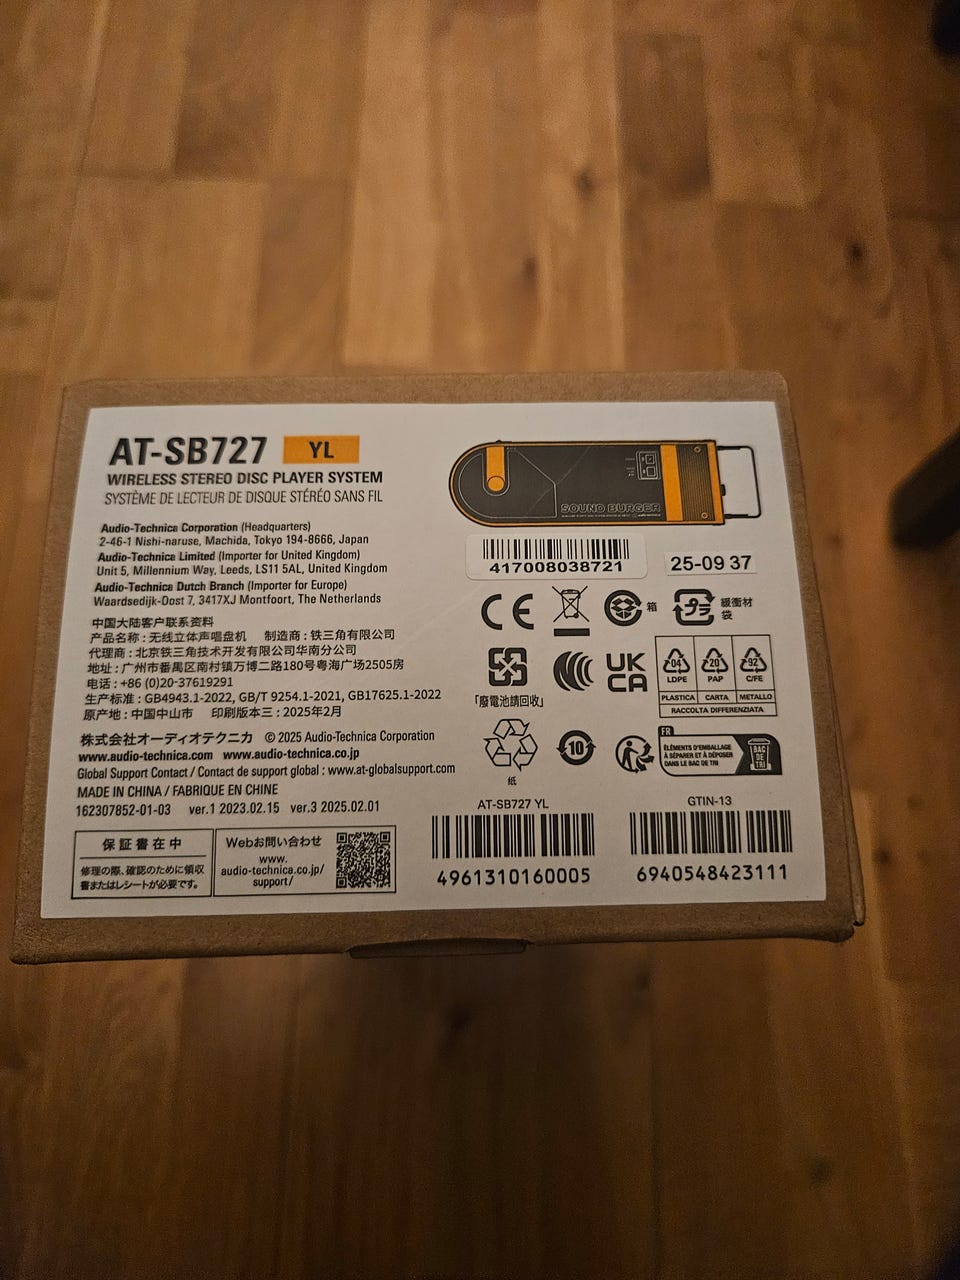 AT-SB727 YL
WIRELESS STEREO DISC PLAYER SYSTEM
SYSTÈME DE LECTEUR DE DISQUE STÉRÉO SANS FIL
Audio-Technica Corporation (Headquarters)
2-46-1 Nishi-naruse, Machida, Tokyo 194-8666, Japan
Audio-Technica Limited (Importer for United Kingdom)
Unit 5, Millennium Way, Leeds, LS11 5AL, United Kingdom
Audio-Technica Dutch Branch (Importer for Europe)
Waardsedijk-Oost 7, 3417XJ Montfoort, The Netherlands
中国大陆客户联系资料
产品名称 : 无线立体声唱盘机 制造商 : 铁三角有限公司
代理商 : 北京铁三角技术开发有限公司华南分公司
地址 : 广州市番禺区南村镇万博二路180号粤海广场2505房
电话 : +86 (0)20-37619291
生产标准 : GB4943.1-2022, GB/T 9254.1-2021, GB17625.1-2022
原产地 : 中国中山市 印刷版本三 : 2025年2月
株式会社オーディオテクニカ © 2025 Audio-Technica Corporation
www.audio-technica.com www.audio-technica.co.jp
Global Support Contact / Contact de support global : www.at-globalsupport.com
MADE IN CHINA / FABRIQUE EN CHINE
162307852-01-03 ver.1 2023.02.15 ver.3 2025.02.01
保証書在中
修理の際、確認のために領収
書またはレシートが必要です。
Webお問い合わせ
www.
audio-technica.co.jp/
support/
SOUND BURGER
417008038721
25-09 37
CE
箱
プラ
緩衝材
袋
「廢電池請回收」
UK
CA
04 20 92
LDPE PAP C/FE
PLASTICA CARTA METALLO
RACCOLTA DIFFERENZIATA
紙
10
FR
ÉLÉMENTS D'EMBALLAGE
À SÉPARER ET À DÉPOSER
DANS LE BAC DE TRI
BAC
DE
TRI
AT-SB727 YL
4961310160005
GTIN-13
6940548423111